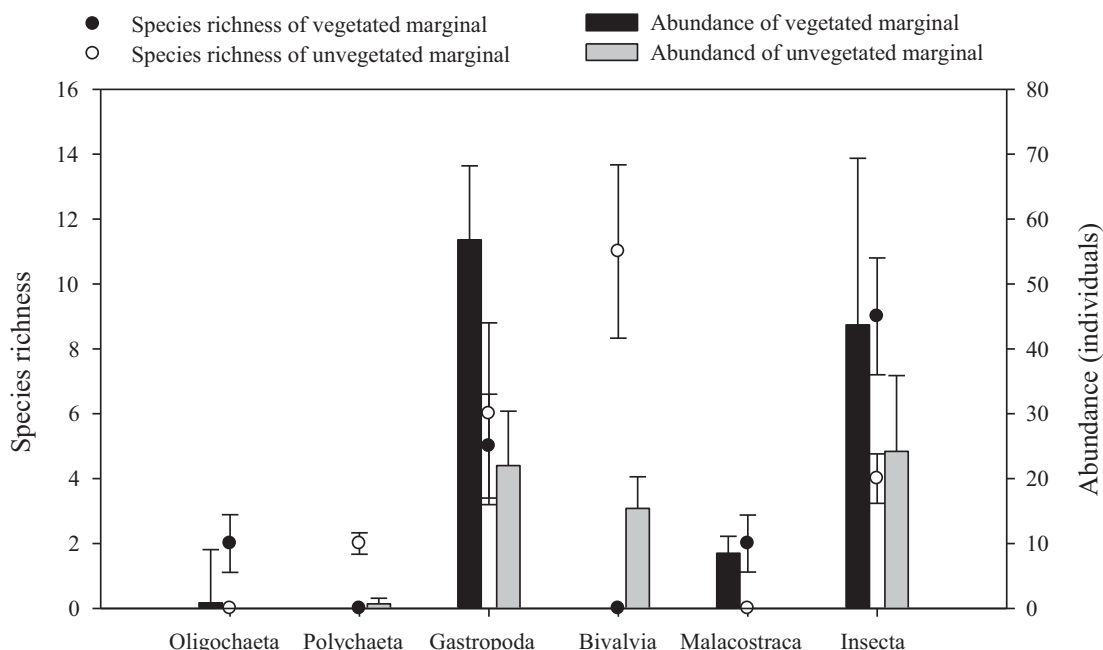 Species richness of vegetated marginal
Species richness of unvegetated marginal
Abundance of vegetated marginal
Abundancd of unvegetated marginal
16
14
12
10
8
6
4
2
0
Species richness
80
70
60
50
40
30
20
10
0
Abundance (individuals)
Oligochaeta Polychaeta Gastropoda Bivalvia Malacostraca Insecta